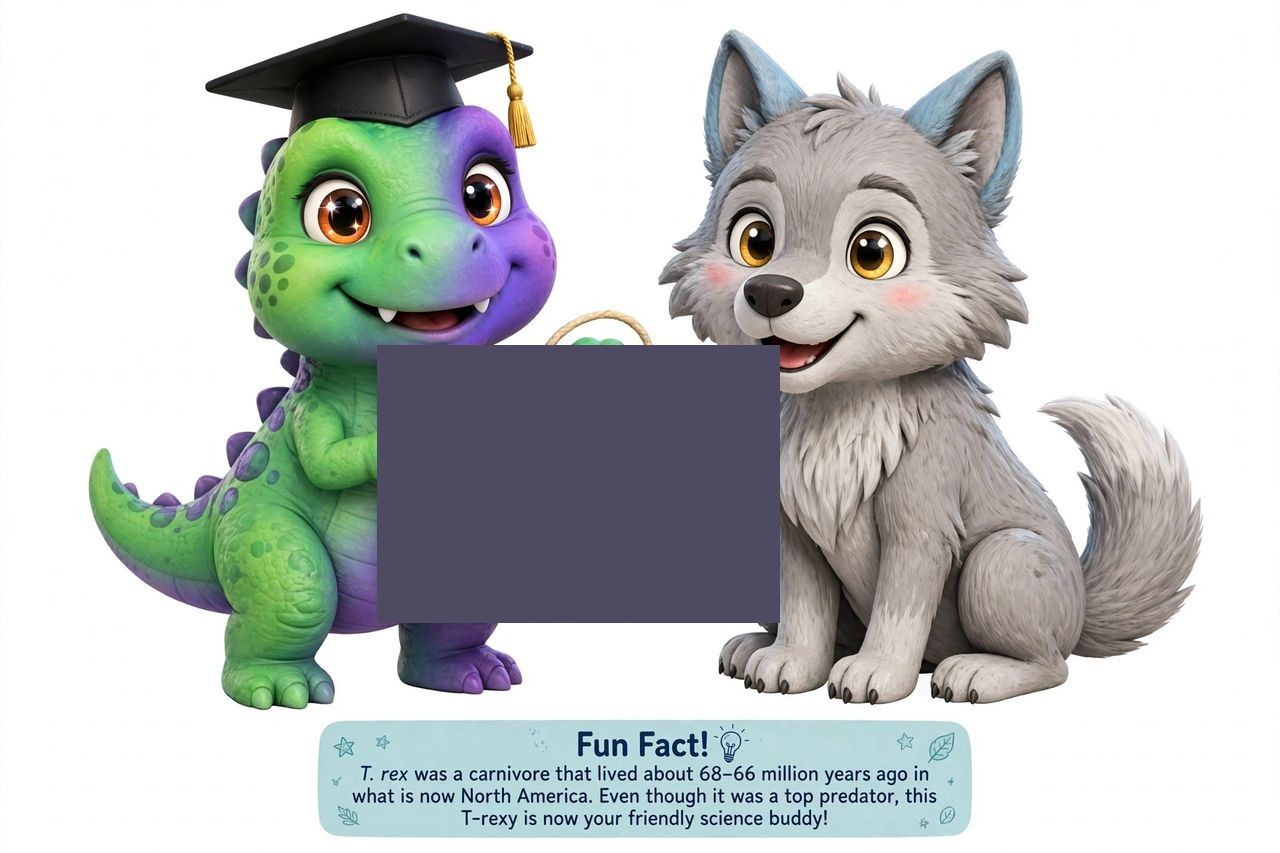 Fun Fact!
T. rex was a carnivore that lived about 68–66 million years ago in
what is now North America. Even though it was a top predator, this
T-rexy is now your friendly science buddy!